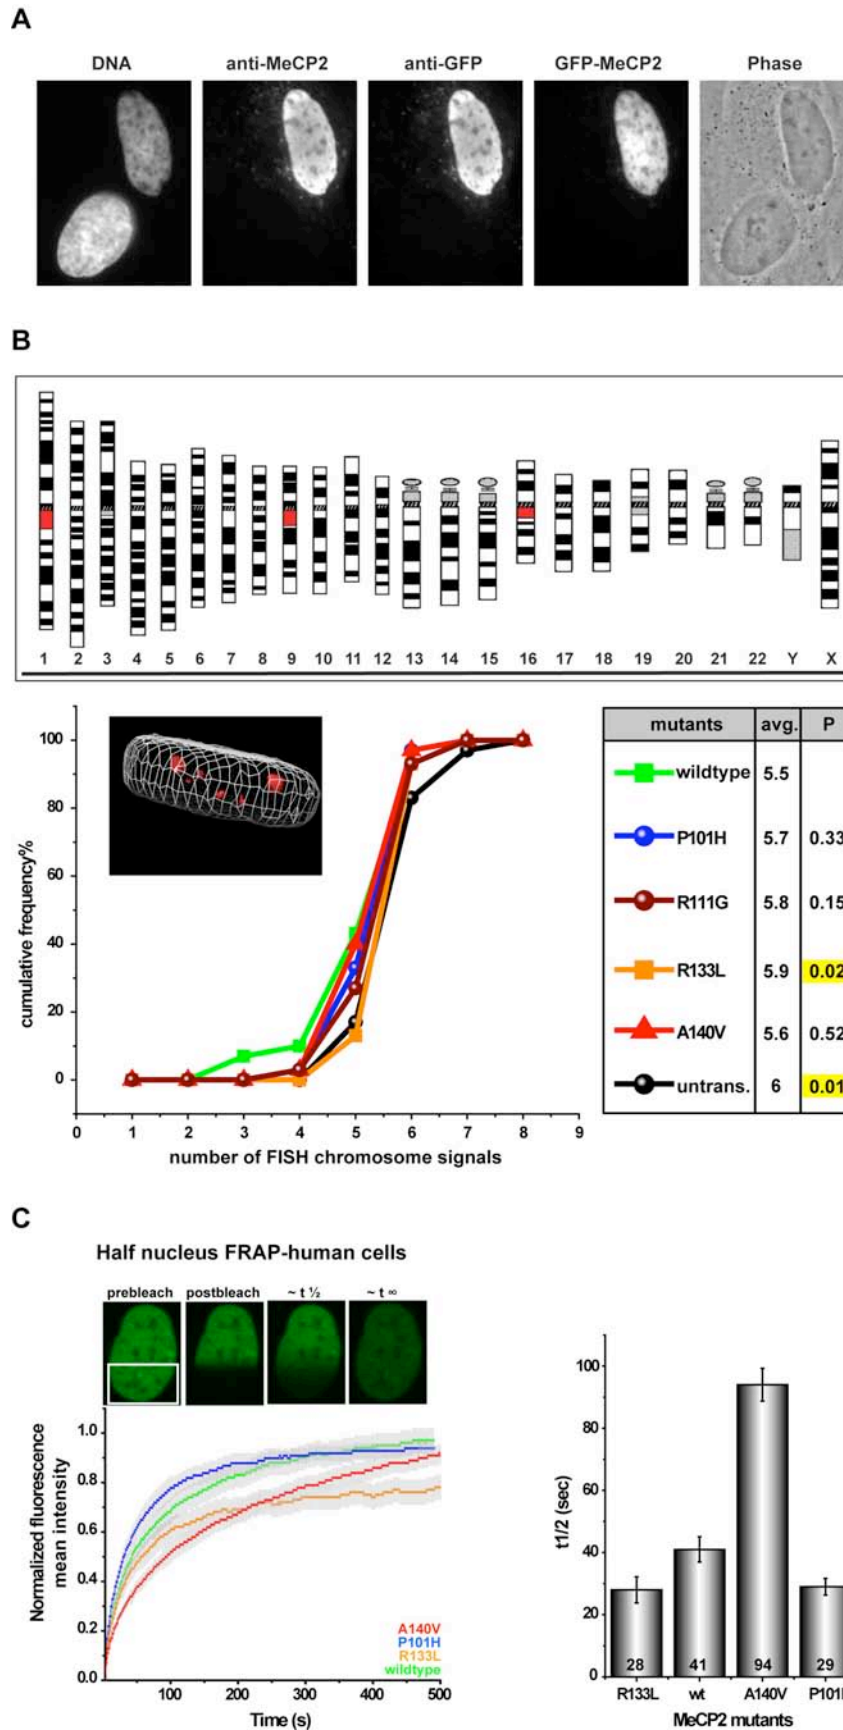 A
DNA anti-MeCP2 anti-GFP GFP-MeCP2 Phase
B
1 2 3 4 5 6 7 8 9 10 11 12 13 14 15 16 17 18 19 20 21 22 Y X
100
80
60
40
20
0
cumulative frequency%
0 1 2 3 4 5 6 7 8 9
number of FISH chromosome signals
mutants avg. P
wildtype 5.5
P101H 5.7 0.33
R111G 5.8 0.15
R133L 5.9 0.02
A140V 5.6 0.52
untrans. 6 0.01
C
Half nucleus FRAP-human cells
prebleach postbleach ~ t ½ ~ t ∞
1.0
0.8
0.6
0.4
0.2
0.0
Normalized fluorescence
mean intensity
A140V
P101H
R133L
wildtype
100 200 300 400 500
Time (s)
100
80
60
40
20
0
t1/2 (sec)
28 41 94 29
R133L wt A140V P101
MeCP2 mutants